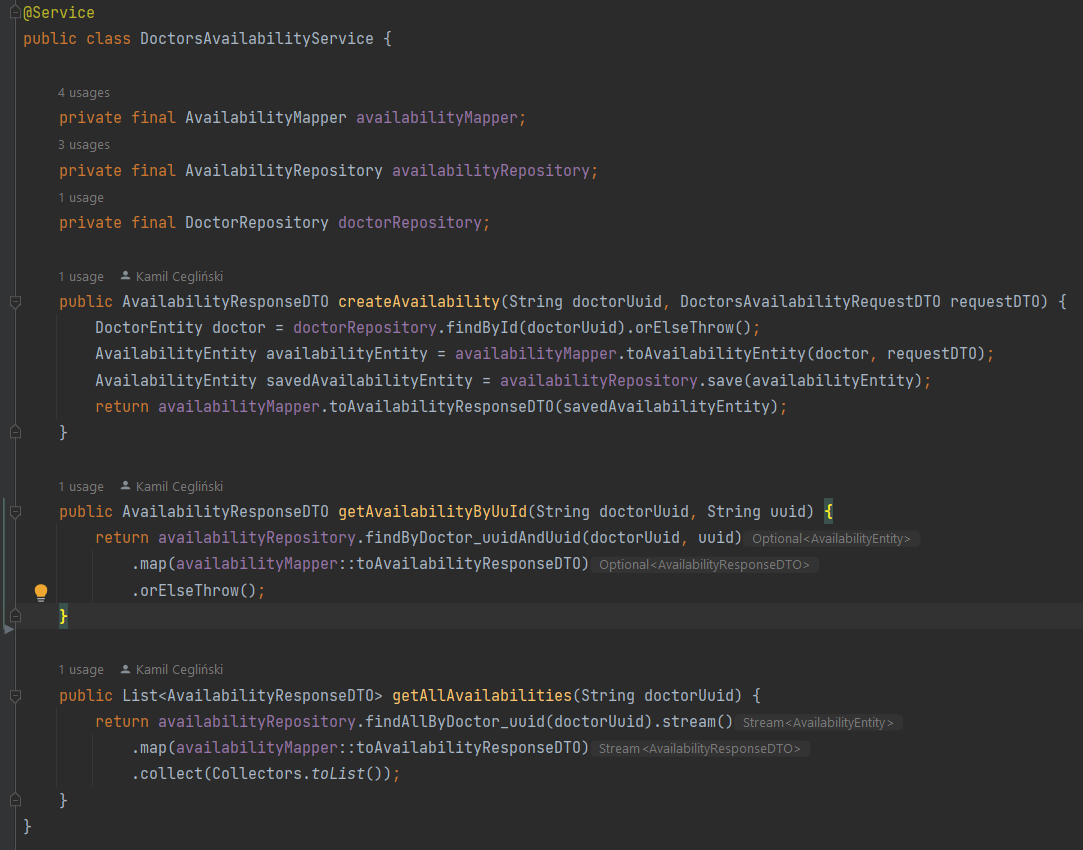 @Service
public class DoctorsAvailabilityService {
4 usages
private final AvailabilityMapper availabilityMapper;
3 usages
private final AvailabilityRepository availabilityRepository;
1 usage
private final DoctorRepository doctorRepository;
1 usage Kamil Cegliński
public AvailabilityResponseDTO createAvailability(String doctorUuid, DoctorsAvailabilityRequestDTO requestDTO) {
DoctorEntity doctor = doctorRepository.findById(doctorUuid).orElseThrow();
AvailabilityEntity availabilityEntity = availabilityMapper.toAvailabilityEntity(doctor, requestDTO);
AvailabilityEntity savedAvailabilityEntity = availabilityRepository.save(availabilityEntity);
return availabilityMapper.toAvailabilityResponseDTO(savedAvailabilityEntity);
}
1 usage Kamil Cegliński
public AvailabilityResponseDTO getAvailabilityByUuId(String doctorUuid, String uuid) {
return availabilityRepository.findByDoctor_uuidAndUuid(doctorUuid, uuid) Optional<AvailabilityEntity>
.map(availabilityMapper::toAvailabilityResponseDTO) Optional<AvailabilityResponseDTO>
.orElseThrow();
}
1 usage Kamil Cegliński
public List<AvailabilityResponseDTO> getAllAvailabilities(String doctorUuid) {
return availabilityRepository.findAllByDoctor_uuid(doctorUuid).stream() Stream<AvailabilityEntity>
.map(availabilityMapper::toAvailabilityResponseDTO) Stream<AvailabilityResponseDTO>
.collect(Collectors.toList());
}
}